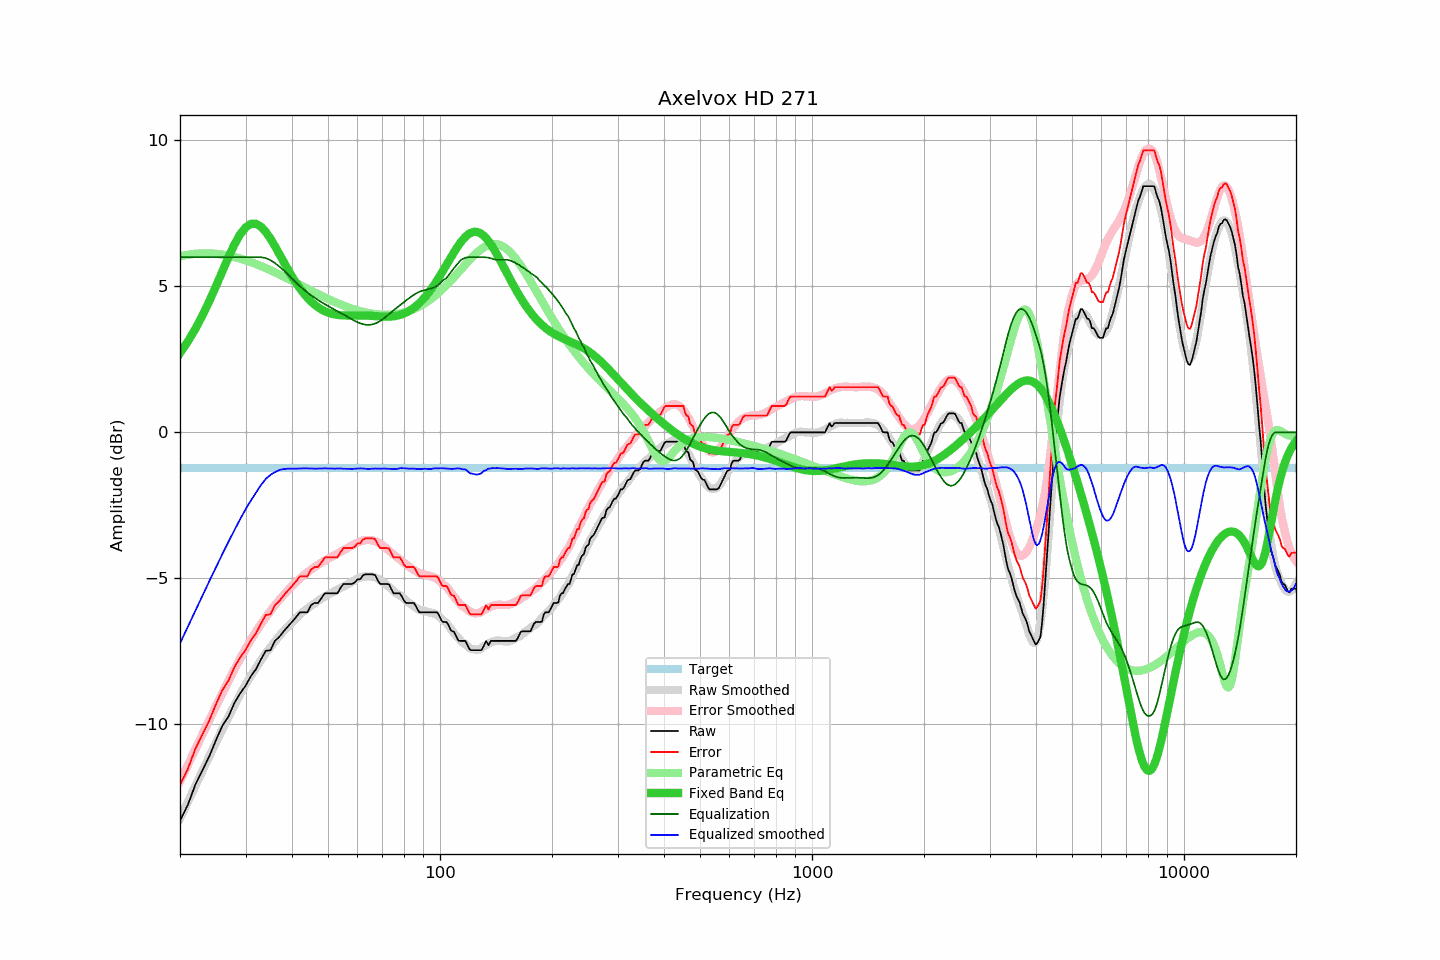 Axelvox HD 271
Amplitude (dBr)
10
5
0
−5
−10
100
1000
10000
Frequency (Hz)
Target
Raw Smoothed
Error Smoothed
Raw
Error
Parametric Eq
Fixed Band Eq
Equalization
Equalized smoothed